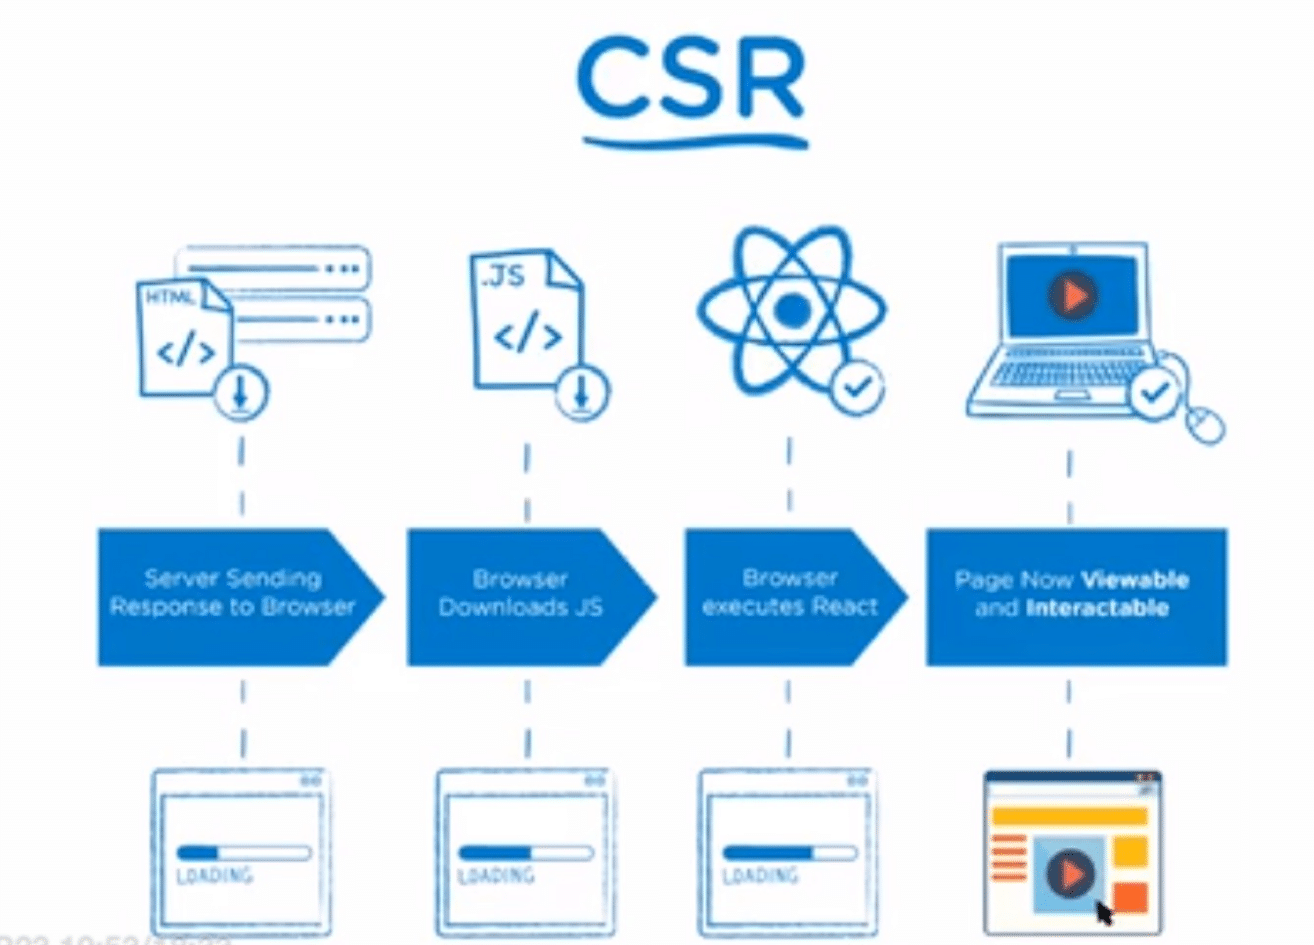 CSR
HTML
</>
.JS
</>
Server Sending
Response to Browser
Browser
Downloads JS
Browser
executes React
Page Now Viewable
and Interactable
LOADING
LOADING
LOADING